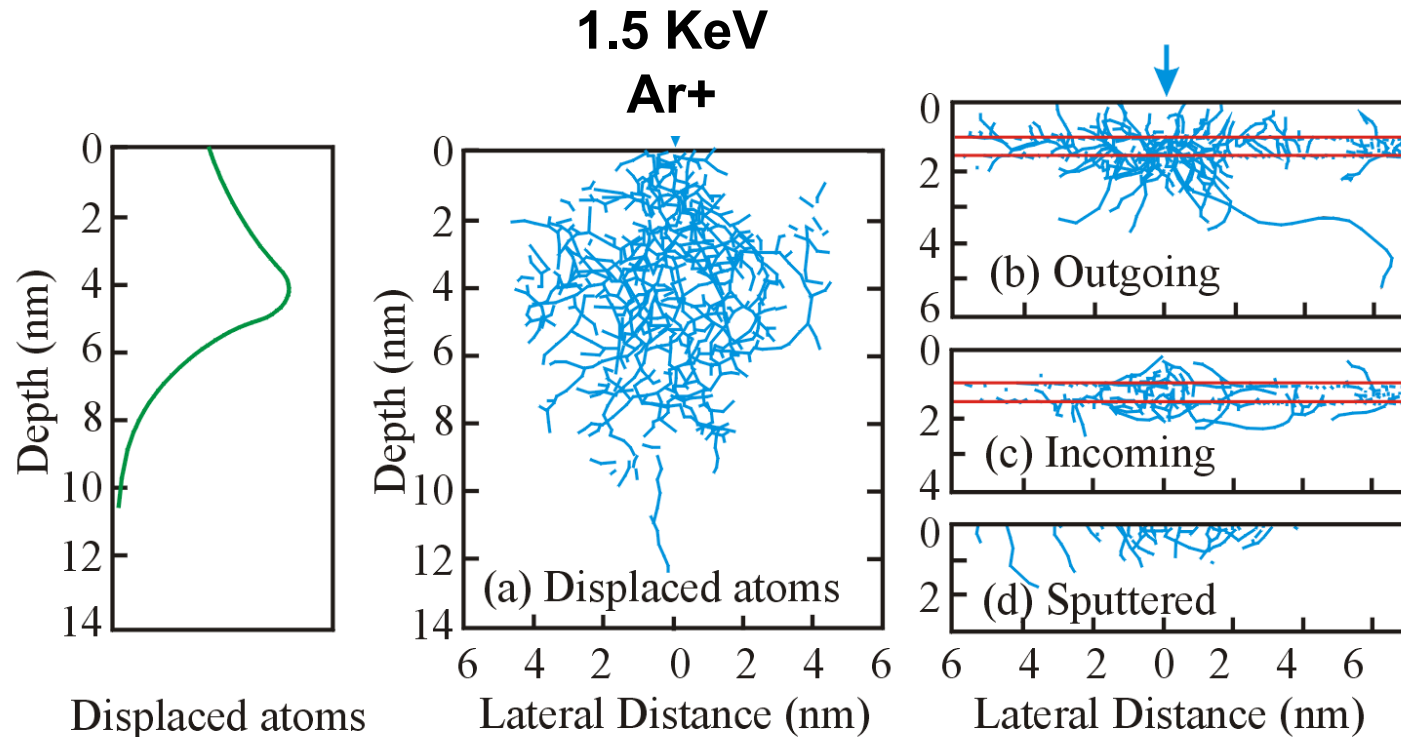 1.5 KeV
Ar+
0
2
4
6
8
10
12
14
Depth (nm)
Displaced atoms
0
2
4
6
8
10
12
14
Depth (nm)
(a) Displaced atoms
6 4 2 0 2 4 6
Lateral Distance (nm)
0
2
4
6
(b) Outgoing
0
2
4
(c) Incoming
0
2
(d) Sputtered
6 4 2 0 2 4 6
Lateral Distance (nm)